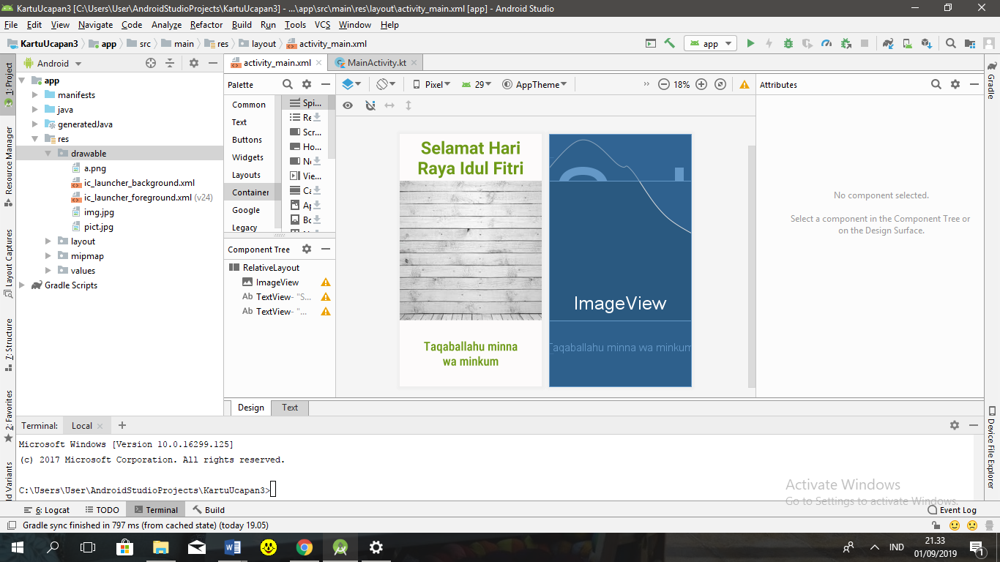 KartuUcapan3 [C:\Users\User\AndroidStudioProjects\KartuUcapan3] - ...\app\src\main\res\layout\activity_main.xml [app] - Android Studio
File Edit View Navigate Code Analyze Refactor Build Run Tools VCS Window Help
KartuUcapan3 app src main res layout activity_main.xml app
1: Project
Resource Manager
Layout Captures
7: Structure
2: Favorites
ld Variants
Android
app
manifests
java
generatedJava
res
drawable
a.png
ic_launcher_background.xml
ic_launcher_foreground.xml (v24)
img.jpg
pict.jpg
layout
mipmap
values
Gradle Scripts
activity_main.xml MainActivity.kt
Palette
Common
Text
Buttons
Widgets
Layouts
Container
Google
Legacy
Spi...
Re
Scr...
Ho...
Ne
Vie...
Ca
Ap
Bo
Component Tree
RelativeLayout
ImageView
Ab TextView- "S...
Ab TextView- "...
Pixel 29 AppTheme 18%
Selamat Hari
Raya Idul Fitri
Taqaballahu minna
wa minkum
ImageView
Taqaballahu minna wa minkum
Attributes
No component selected.
Select a component in the Component Tree or
on the Design Surface.
Gradle
Device File Explorer
Design Text
Terminal: Local
Microsoft Windows [Version 10.0.16299.125]
(c) 2017 Microsoft Corporation. All rights reserved.
C:\Users\User\AndroidStudioProjects\KartuUcapan3>
Activate Windows
Go to Settings to activate Windows.
6: Logcat TODO Terminal Build Event Log
Gradle sync finished in 797 ms (from cached state) (today 19.05)
IND
21.33
01/09/2019
1